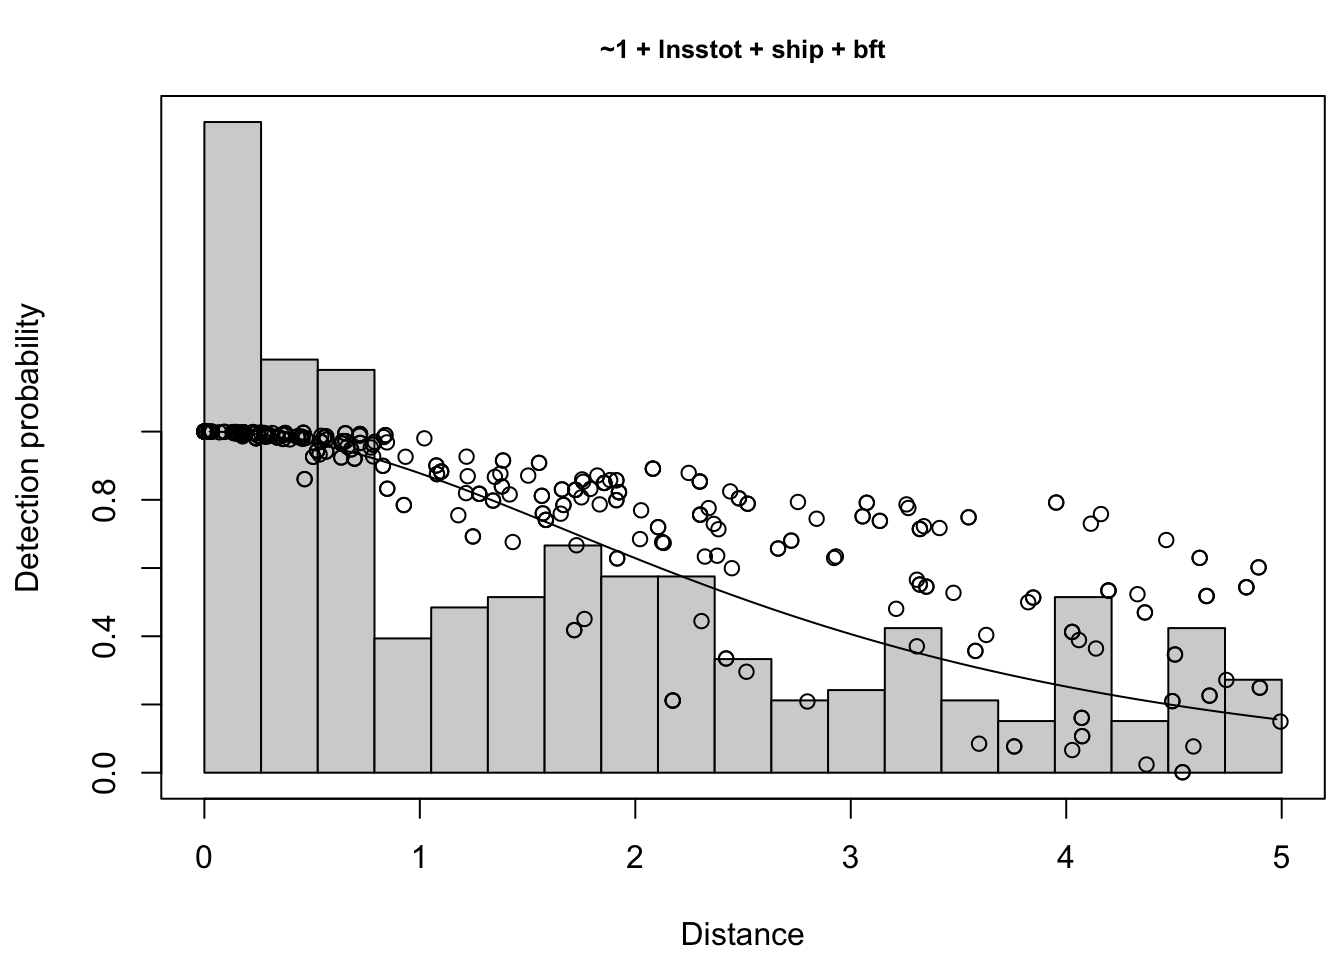 ~1 + lnsstot + ship + bft
Detection probability
0.8
0.4
0.0
0 1 2 3 4 5
Distance